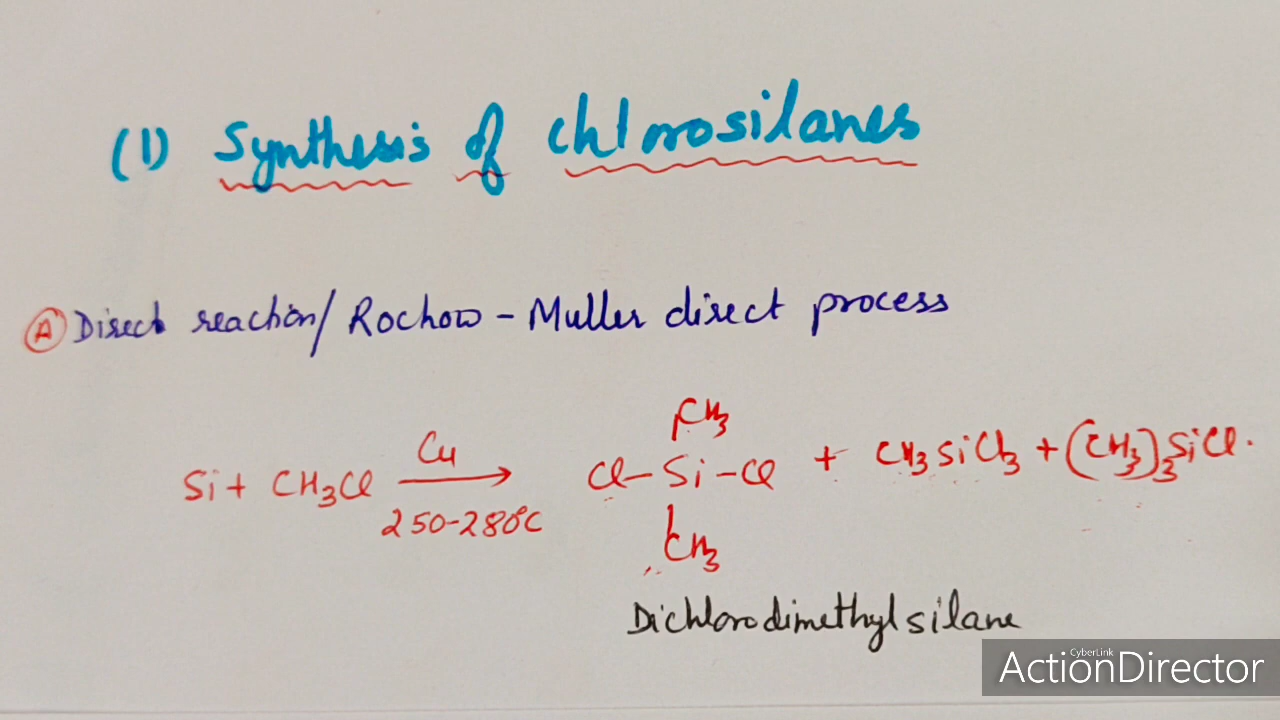 (1) Synthesis of chlorosilanes
A Direct reaction/ Rochow - Muller direct process
CH3
Si + CH3Cl Cu Cl-Si-Cl + CH3SiCl3 + (CH3)3SiCl.
250-280°C
CH3
Dichlorodimethylsilane
CyberLink
ActionDirector